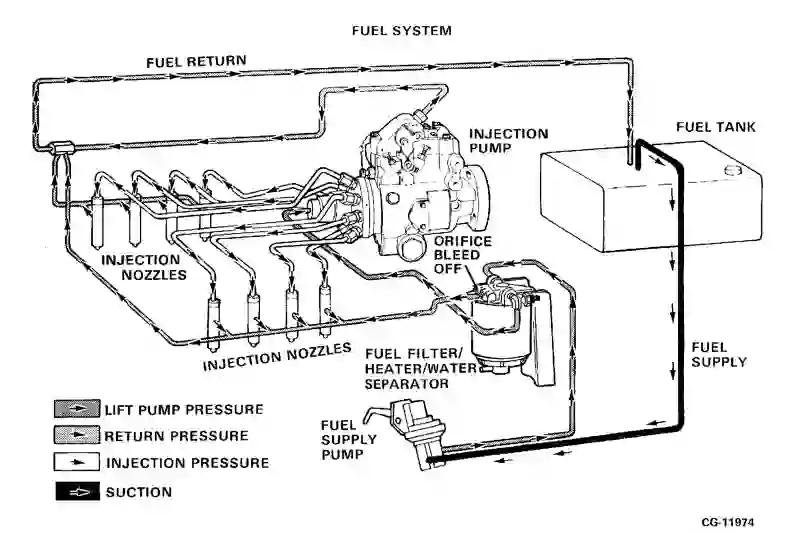 FUEL SYSTEM
FUEL RETURN
INJECTION
PUMP
FUEL TANK
ORIFICE
BLEED
OFF
INJECTION
NOZZLES
INJECTION NOZZLES
FUEL FILTER/
HEATER/WATER
SEPARATOR
FUEL
SUPPLY
FUEL
SUPPLY
PUMP
LIFT PUMP PRESSURE
RETURN PRESSURE
INJECTION PRESSURE
SUCTION
CG-11974